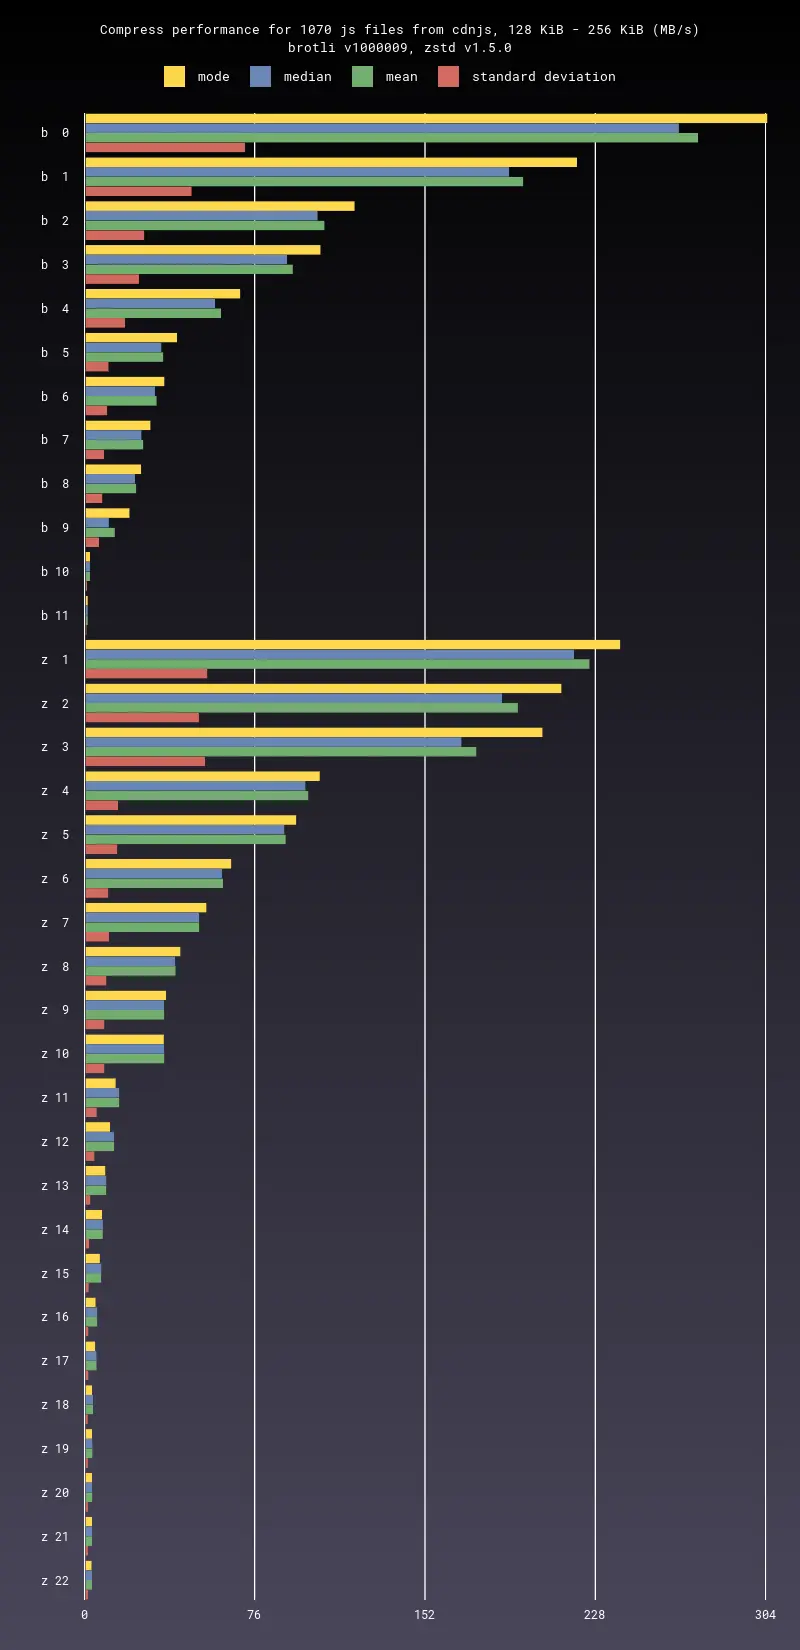 Compress performance for 1070 js files from cdnjs, 128 KiB - 256 KiB (MB/s)
brotli v1000009, zstd v1.5.0
mode median mean standard deviation
b 0
b 1
b 2
b 3
b 4
b 5
b 6
b 7
b 8
b 9
b 10
b 11
z 1
z 2
z 3
z 4
z 5
z 6
z 7
z 8
z 9
z 10
z 11
z 12
z 13
z 14
z 15
z 16
z 17
z 18
z 19
z 20
z 21
z 22
0 76 152 228 304